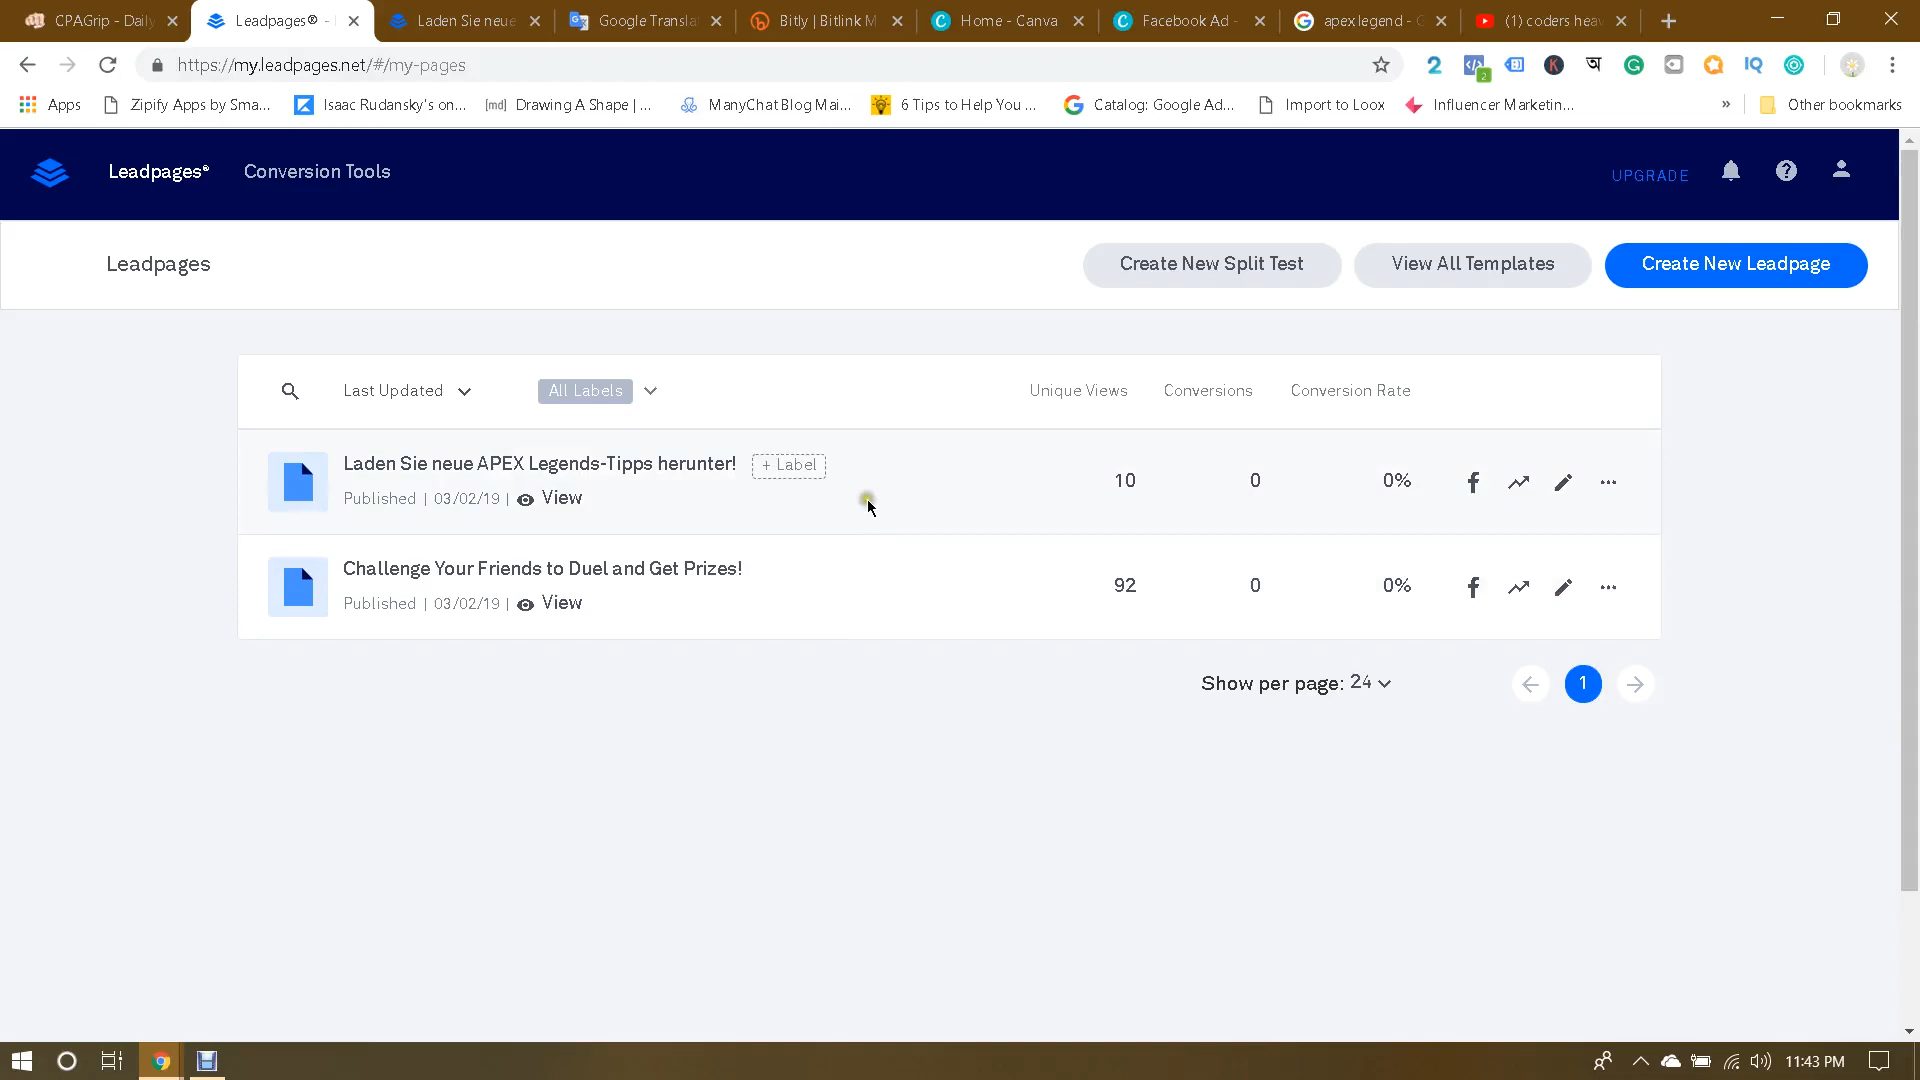 CPAGrip - Daily
Leadpages® -
Laden Sie neue
Google Transla
Bitly | Bitlink M
Home - Canva
Facebook Ad -
apex legend - G
(1) coders heav
https://my.leadpages.net/#/my-pages
Apps
Zipify Apps by Sma...
Isaac Rudansky's on...
[md] Drawing A Shape | ...
ManyChat Blog Mai...
6 Tips to Help You ...
Catalog: Google Ad...
Import to Loox
Influencer Marketin...
»
Other bookmarks
Leadpages®
Conversion Tools
UPGRADE
Leadpages
Create New Split Test
View All Templates
Create New Leadpage
Last Updated
All Labels
Unique Views
Conversions
Conversion Rate
Laden Sie neue APEX Legends-Tipps herunter!
+ Label
Published | 03/02/19 | View
10
0
0%
Challenge Your Friends to Duel and Get Prizes!
Published | 03/02/19 | View
92
0
0%
Show per page: 24
1
11:43 PM